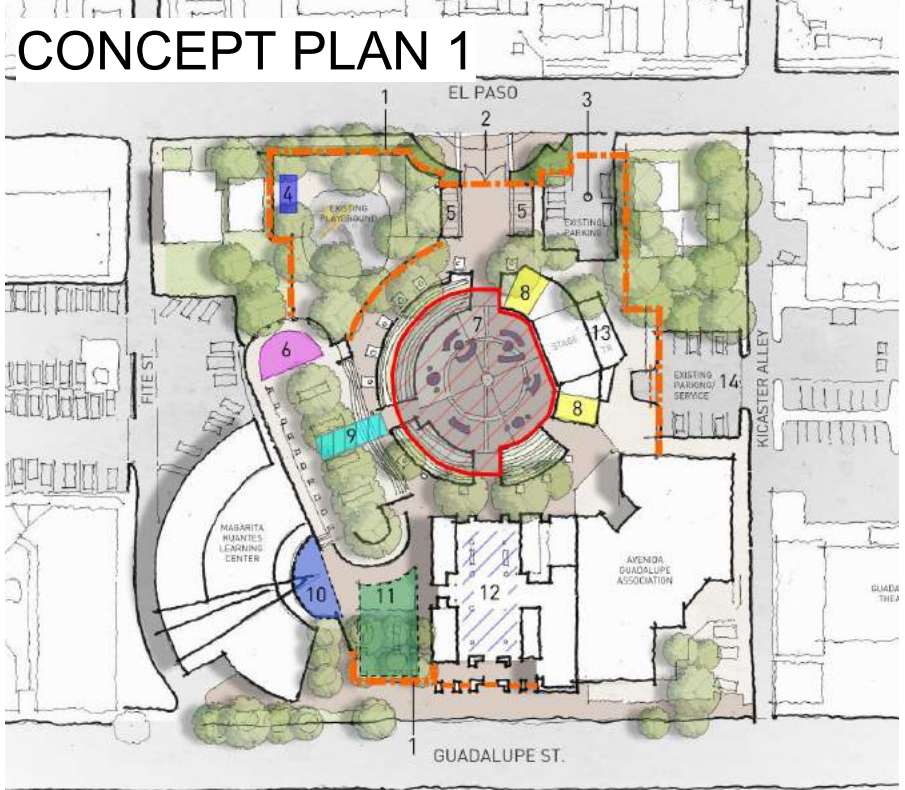 CONCEPT PLAN 1
EL PASO
1
2
3
4
EXISTING
PLAYGROUND
5
5
EXISTING
PARKING
8
7
6
STAGE
13
FITE ST.
EXISTING
PARKING/
SERVICE
14
KICASTER ALLEY
8
9
MAGARITA
HUANTES
LEARNING
CENTER
AVENIDA
GUADALUPE
ASSOCIATION
10
11
12
1
GUADALUPE ST.